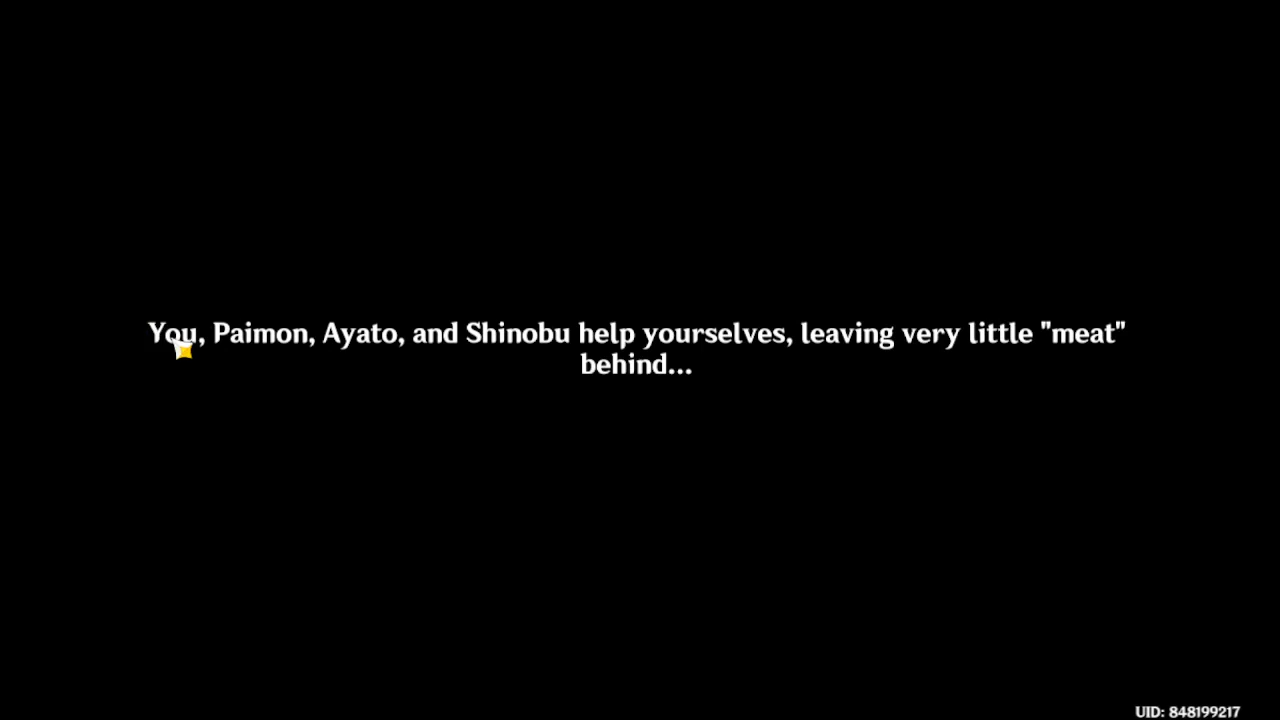 You, Paimon, Ayato, and Shinobu help yourselves, leaving very little "meat"
behind...
UID: 848199217